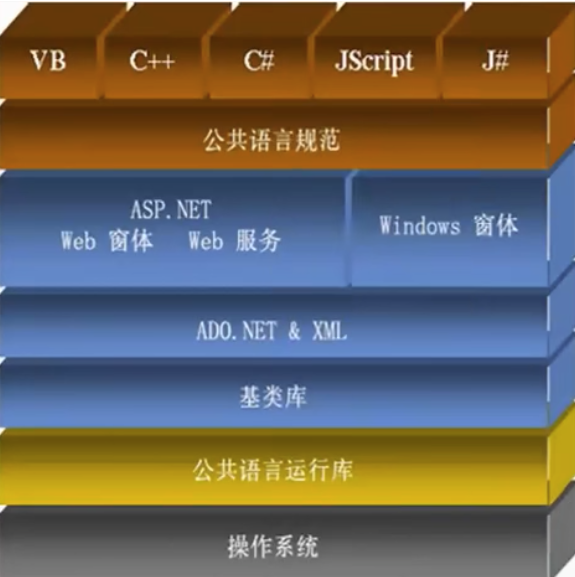 VB C++ C# JScript J#
公共语言规范
ASP.NET
Web 窗体 Web 服务
Windows 窗体
ADO.NET & XML
基类库
公共语言运行库
操作系统